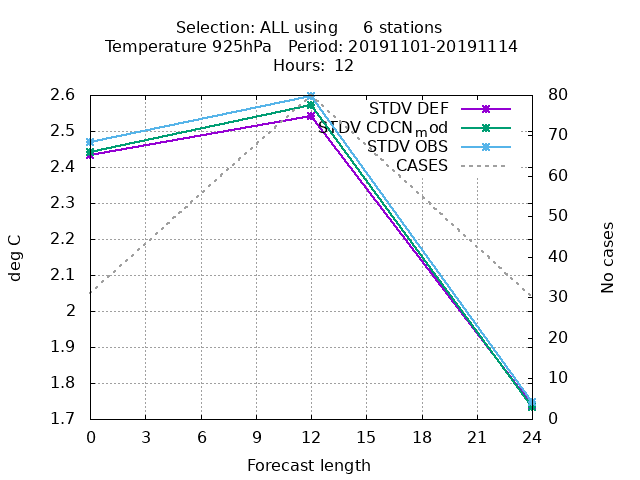 Selection: ALL using     6 stations
Temperature 925hPa   Period: 20191101-20191114
Hours:  12
2.6
2.5
2.4
2.3
2.2
2.1
2
1.9
1.8
1.7
deg C
80
70
60
50
40
30
20
10
0
No cases
STDV DEF
STDV CDCNmod
STDV OBS
CASES
0 3 6 9 12 15 18 21 24
Forecast length